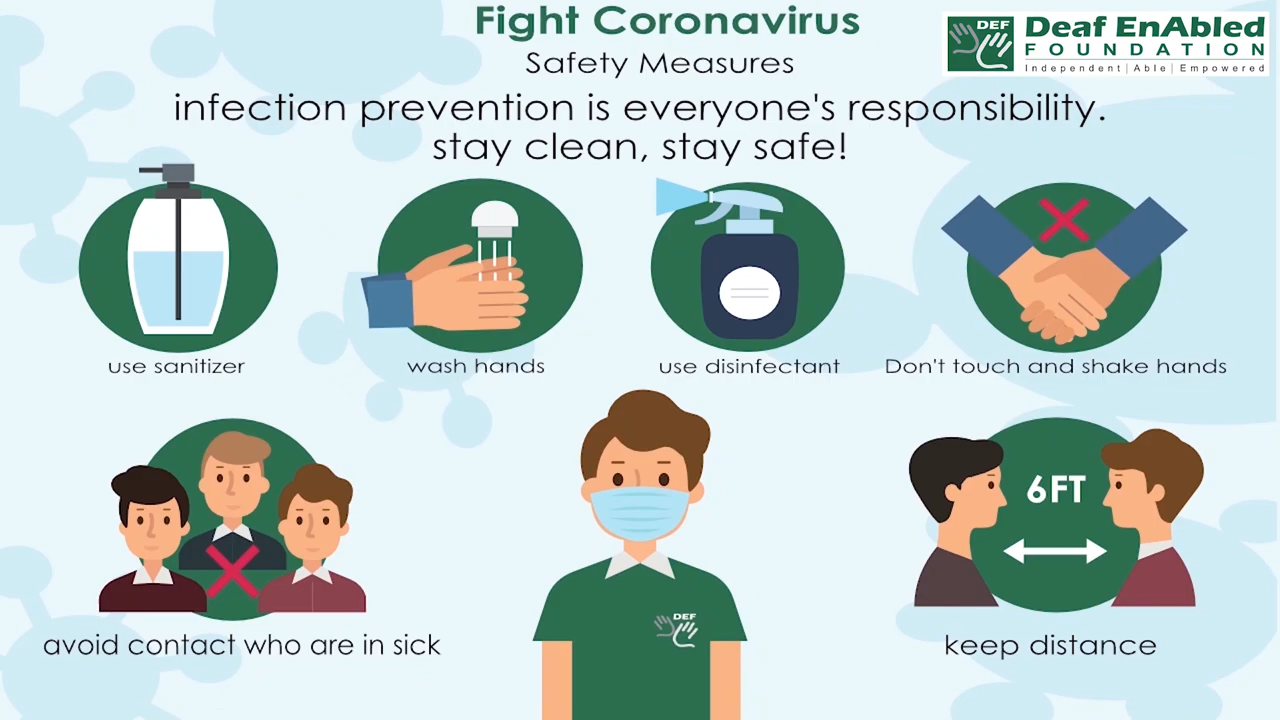 Fight Coronavirus
Safety Measures
DEF
Deaf EnAbled
FOUNDATION
Independent | Able | Empowered
infection prevention is everyone's responsibility.
stay clean, stay safe!
use sanitizer
wash hands
use disinfectant
Don't touch and shake hands
6FT
DEF
avoid contact who are in sick
keep distance